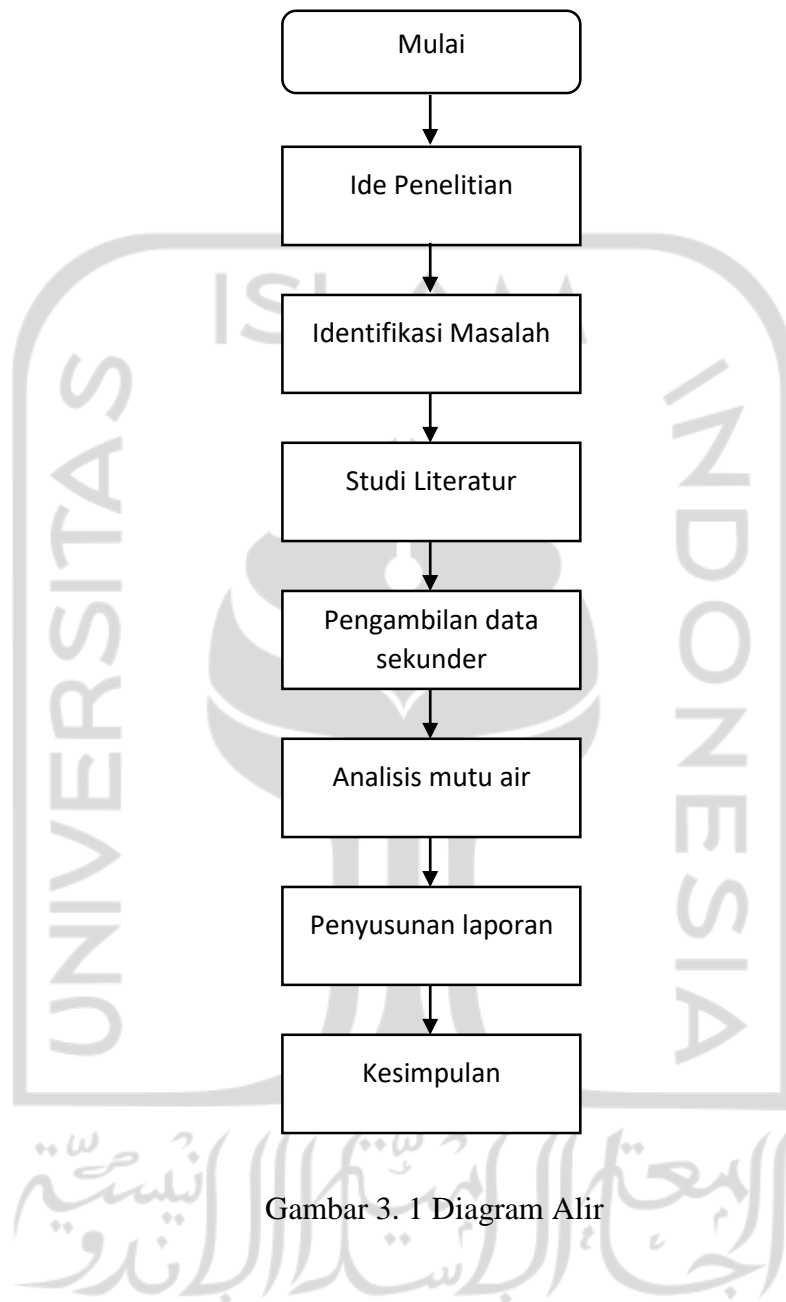 Mulai
Ide Penelitian
ISLAM
Identifikasi Masalah
UNIVERSITAS
INDONESIA
Studi Literatur
Pengambilan data
sekunder
Analisis mutu air
Penyusunan laporan
Kesimpulan
Gambar 3. 1 Diagram Alir